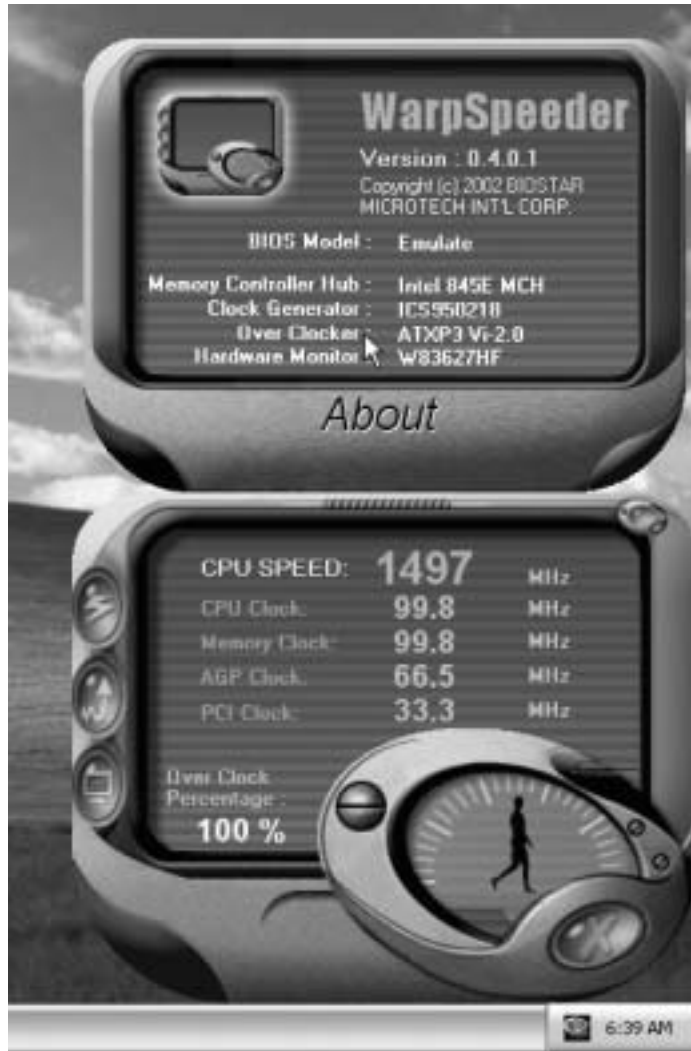 WarpSpeeder
Version : 0.4.0.1
Copyright (c) 2002 BIOSTAR
MICROTECH INT'L CORP.
BIOS Model : Emulate
Memory Controller Hub : Intel 845E MCH
Clock Generator : ICS950218
Over Clocker : ATXP3 Vi-2.0
Hardware Monitor W83627HF
About
CPU SPEED: 1497 MHz
CPU Clock: 99.8 MHz
Memory Clock: 99.8 MHz
AGP Clock: 66.5 MHz
PCI Clock: 33.3 MHz
Over Clock
Percentage :
100 %
6:39 AM